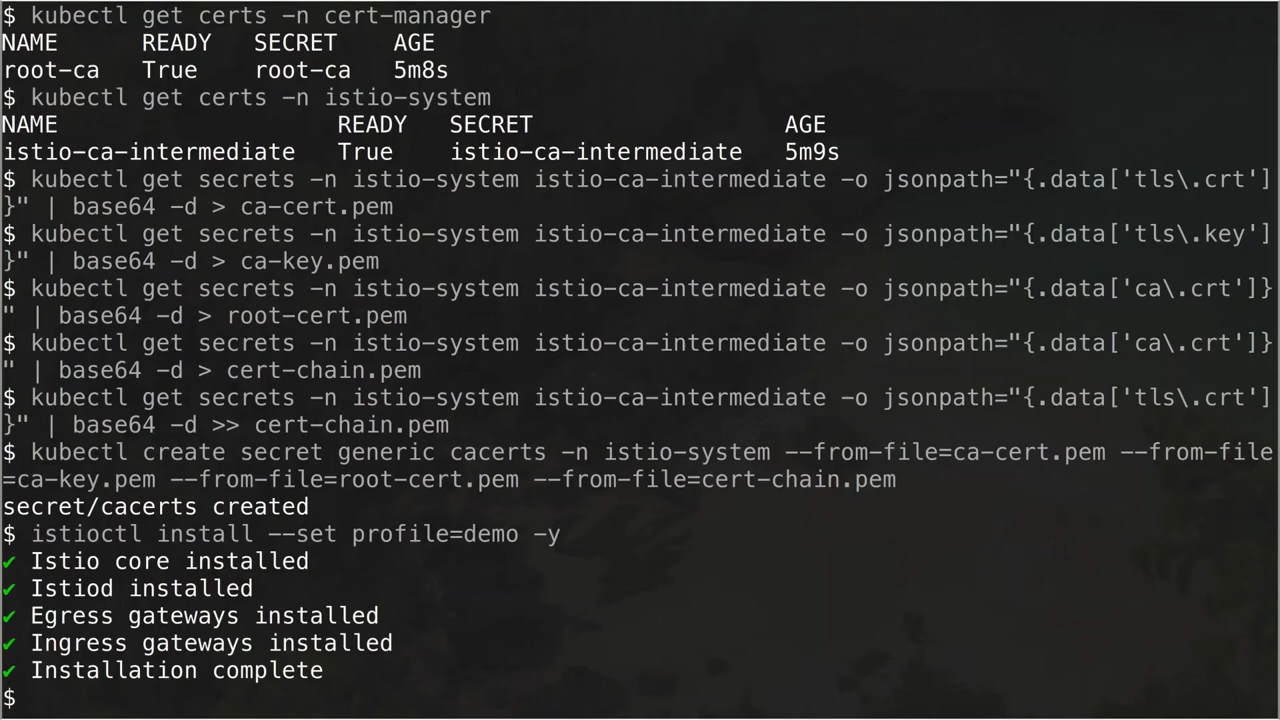 $ kubectl get certs -n cert-manager
NAME      READY   SECRET    AGE
root-ca   True    root-ca   5m8s
$ kubectl get certs -n istio-system
NAME                    READY   SECRET                  AGE
istio-ca-intermediate   True    istio-ca-intermediate   5m9s
$ kubectl get secrets -n istio-system istio-ca-intermediate -o jsonpath="{.data['tls\.crt']
}" | base64 -d > ca-cert.pem
$ kubectl get secrets -n istio-system istio-ca-intermediate -o jsonpath="{.data['tls\.key']
}" | base64 -d > ca-key.pem
$ kubectl get secrets -n istio-system istio-ca-intermediate -o jsonpath="{.data['ca\.crt']}
" | base64 -d > root-cert.pem
$ kubectl get secrets -n istio-system istio-ca-intermediate -o jsonpath="{.data['ca\.crt']}
" | base64 -d > cert-chain.pem
$ kubectl get secrets -n istio-system istio-ca-intermediate -o jsonpath="{.data['tls\.crt']
}" | base64 -d >> cert-chain.pem
$ kubectl create secret generic cacerts -n istio-system --from-file=ca-cert.pem --from-file
=ca-key.pem --from-file=root-cert.pem --from-file=cert-chain.pem
secret/cacerts created
$ istioctl install --set profile=demo -y
✔ Istio core installed
✔ Istiod installed
✔ Egress gateways installed
✔ Ingress gateways installed
✔ Installation complete
$